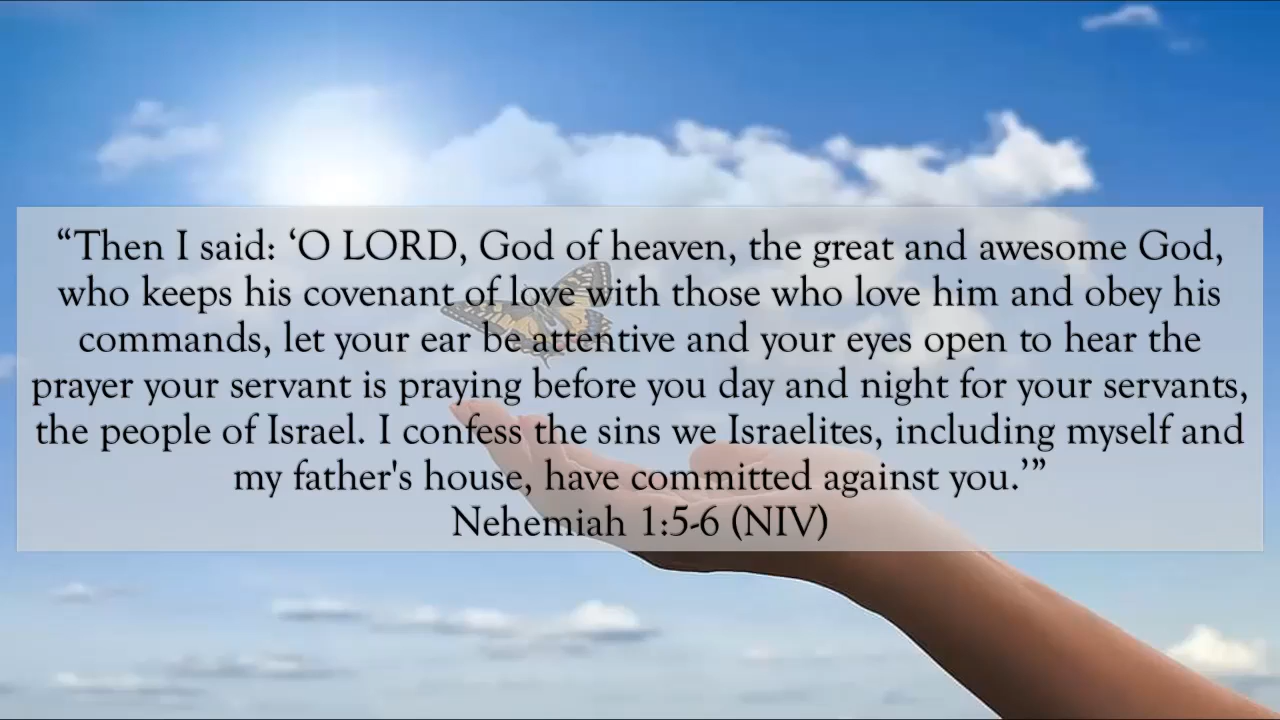 “Then I said: ‘O LORD, God of heaven, the great and awesome God,
who keeps his covenant of love with those who love him and obey his
commands, let your ear be attentive and your eyes open to hear the
prayer your servant is praying before you day and night for your servants,
the people of Israel. I confess the sins we Israelites, including myself and
my father's house, have committed against you.’”
Nehemiah 1:5-6 (NIV)